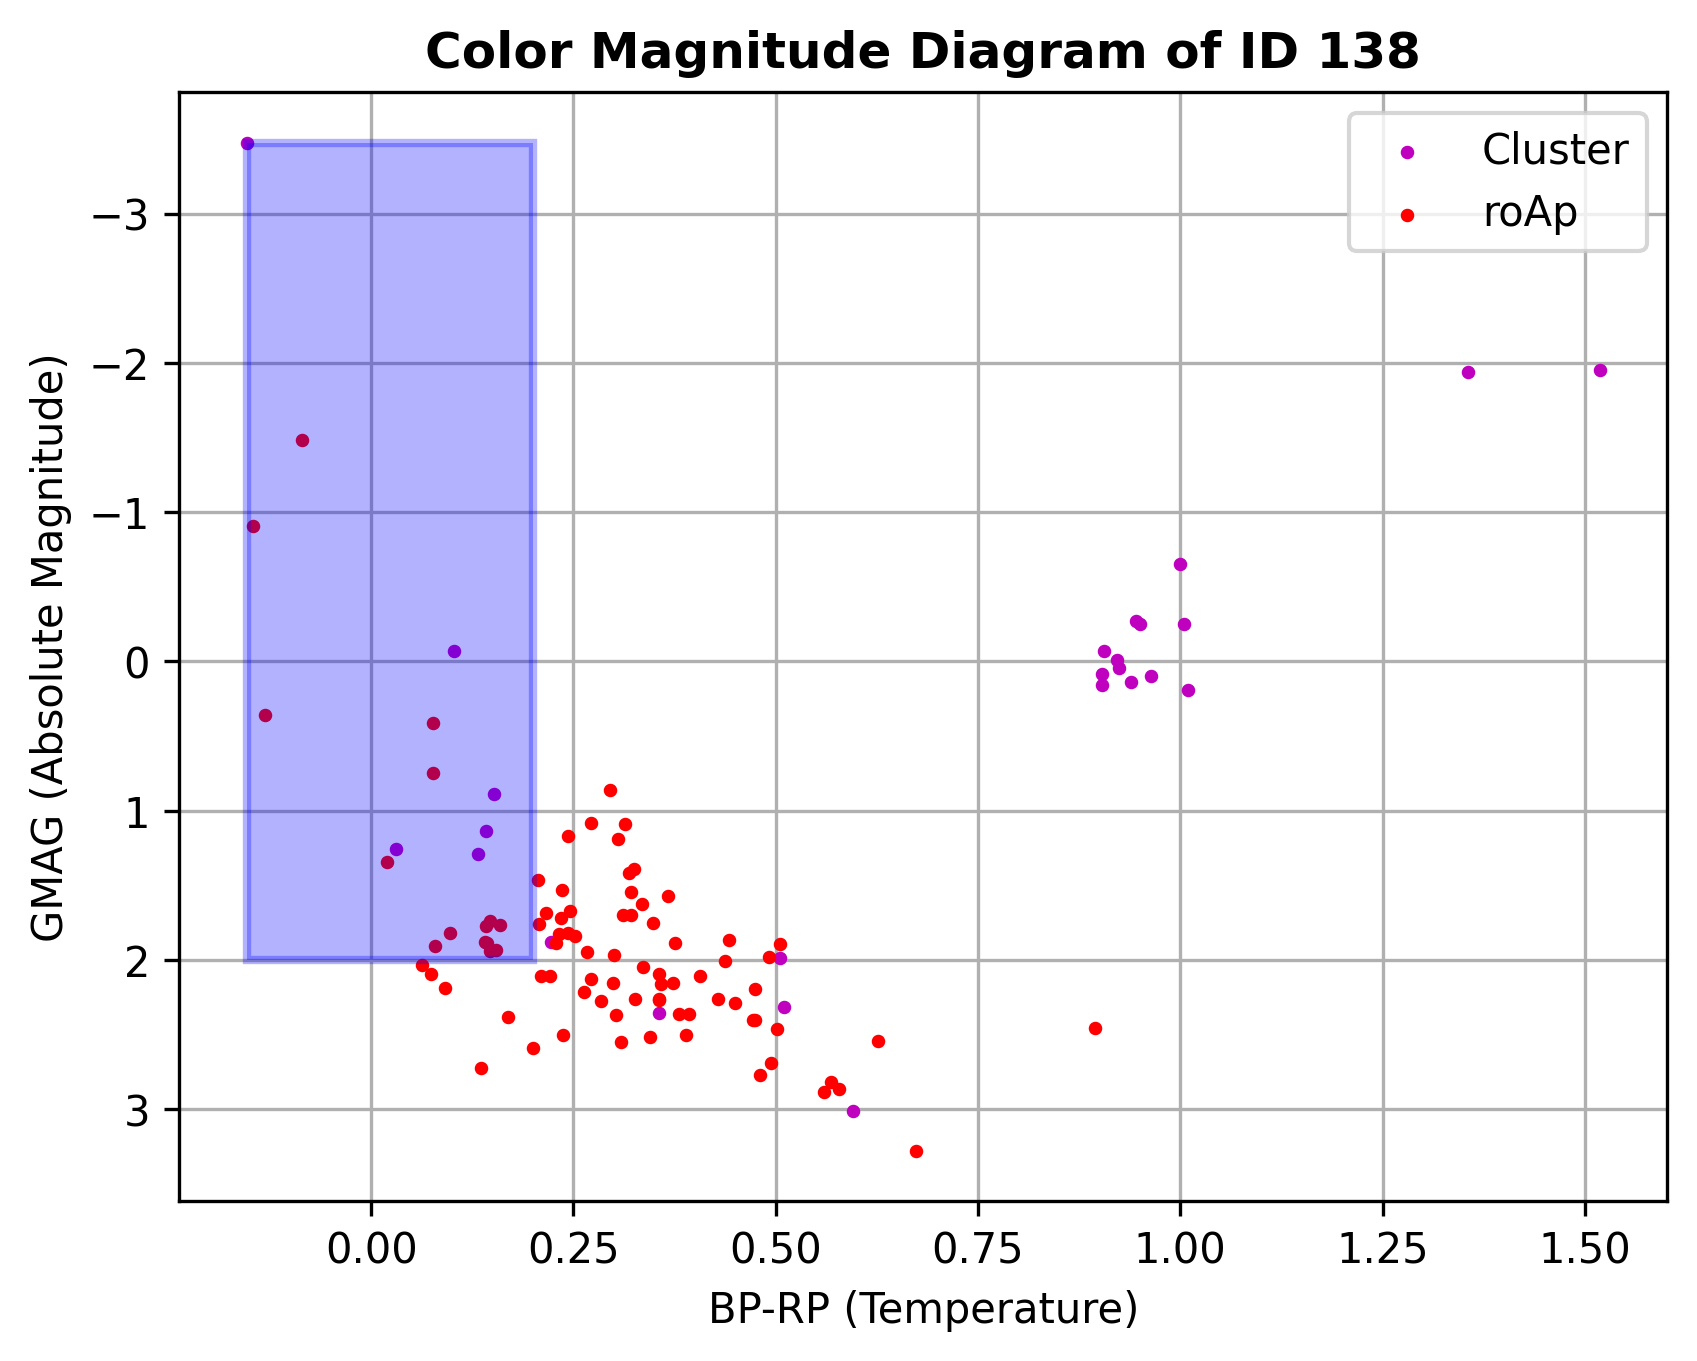 Color Magnitude Diagram of ID 138
Cluster
roAp
GMAG (Absolute Magnitude)
−3
−2
−1
0
1
2
3
0.00 0.25 0.50 0.75 1.00 1.25 1.50
BP-RP (Temperature)